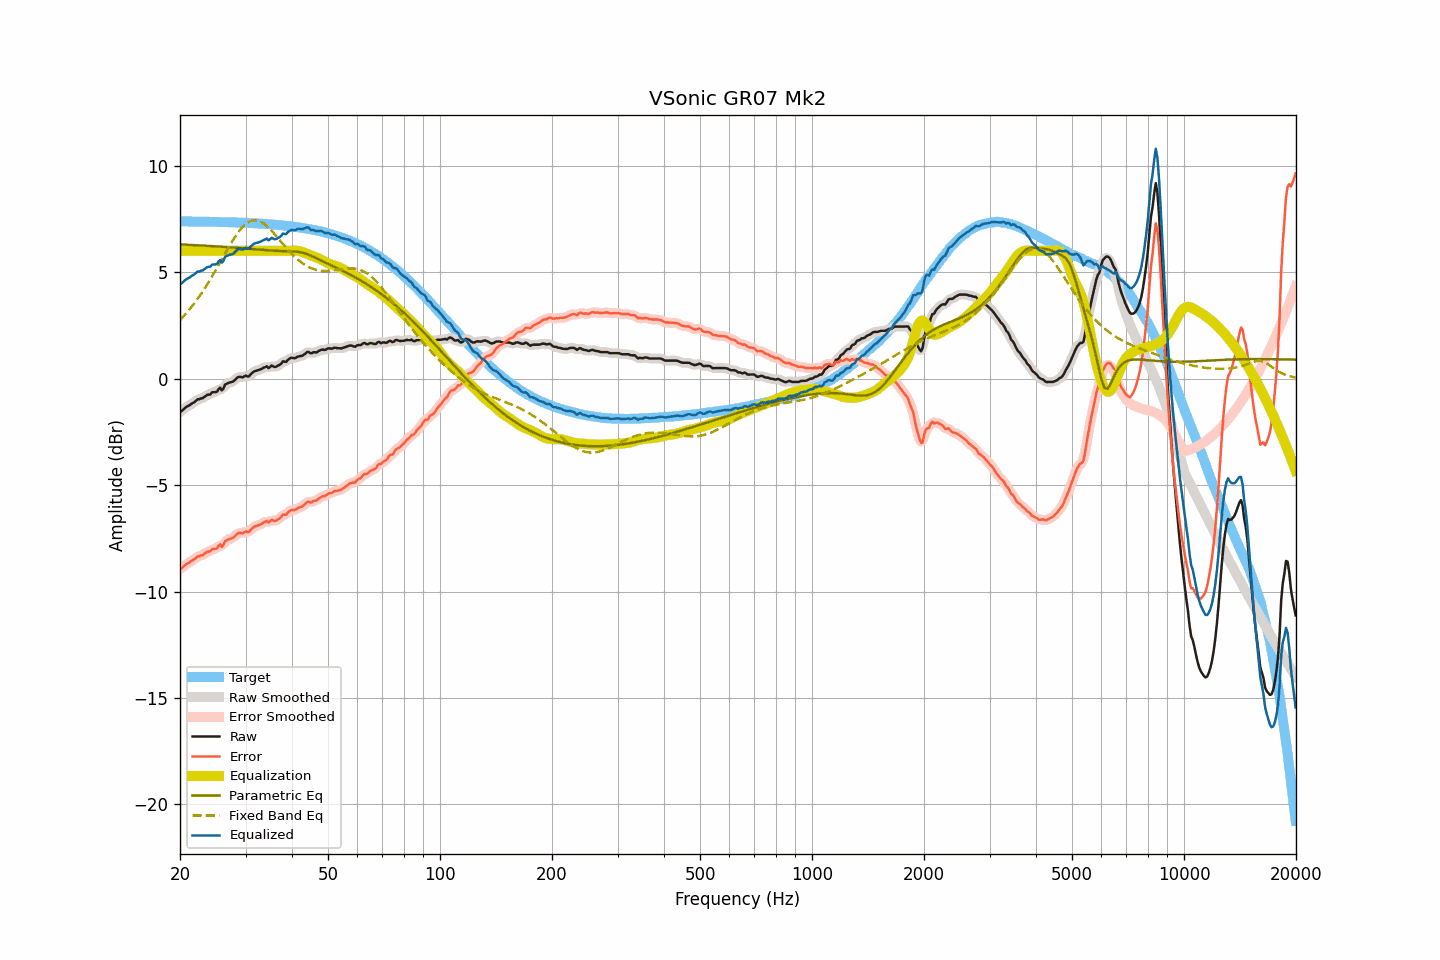 VSonic GR07 Mk2
10
5
0
−5
−10
−15
−20
Amplitude (dBr)
Target
Raw Smoothed
Error Smoothed
Raw
Error
Equalization
Parametric Eq
Fixed Band Eq
Equalized
20 50 100 200 500 1000 2000 5000 10000 20000
Frequency (Hz)